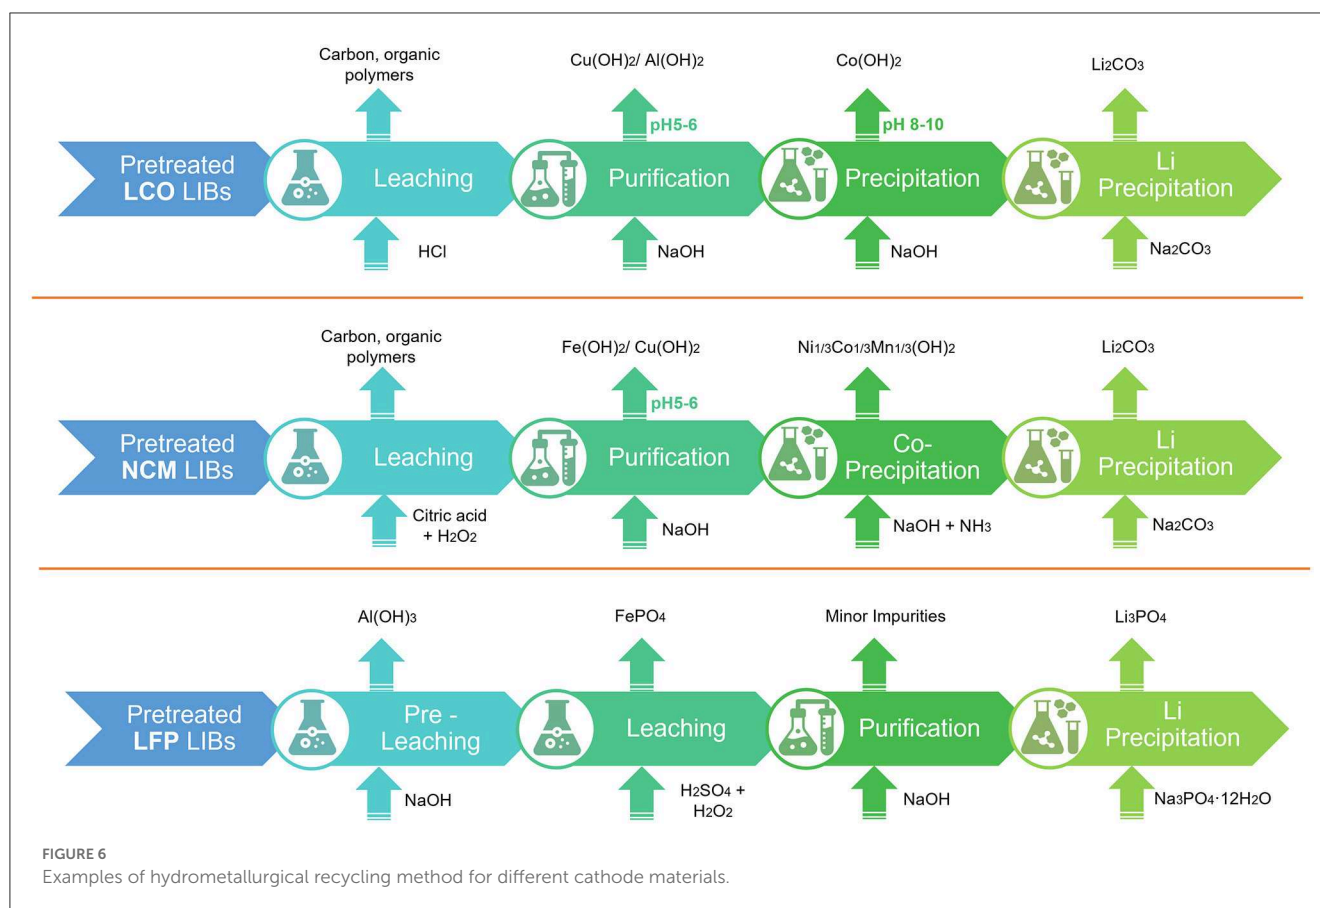 Carbon, organic
polymers
Cu(OH)2/ Al(OH)2
Co(OH)2
Li2CO3
pH5-6
pH 8-10
Pretreated
LCO LIBs
Leaching
Purification
Precipitation
Li
Precipitation
HCl
NaOH
NaOH
Na2CO3
Carbon, organic
polymers
Fe(OH)2/ Cu(OH)2
Ni1/3Co1/3Mn1/3(OH)2
Li2CO3
pH5-6
Pretreated
NCM LIBs
Leaching
Purification
Co-
Precipitation
Li
Precipitation
Citric acid
+ H2O2
NaOH
NaOH + NH3
Na2CO3
Al(OH)3
FePO4
Minor Impurities
Li3PO4
Pretreated
LFP LIBs
Pre -
Leaching
Leaching
Purification
Li
Precipitation
NaOH
H2SO4 +
H2O2
NaOH
Na3PO4·12H2O
FIGURE 6
Examples of hydrometallurgical recycling method for different cathode materials.